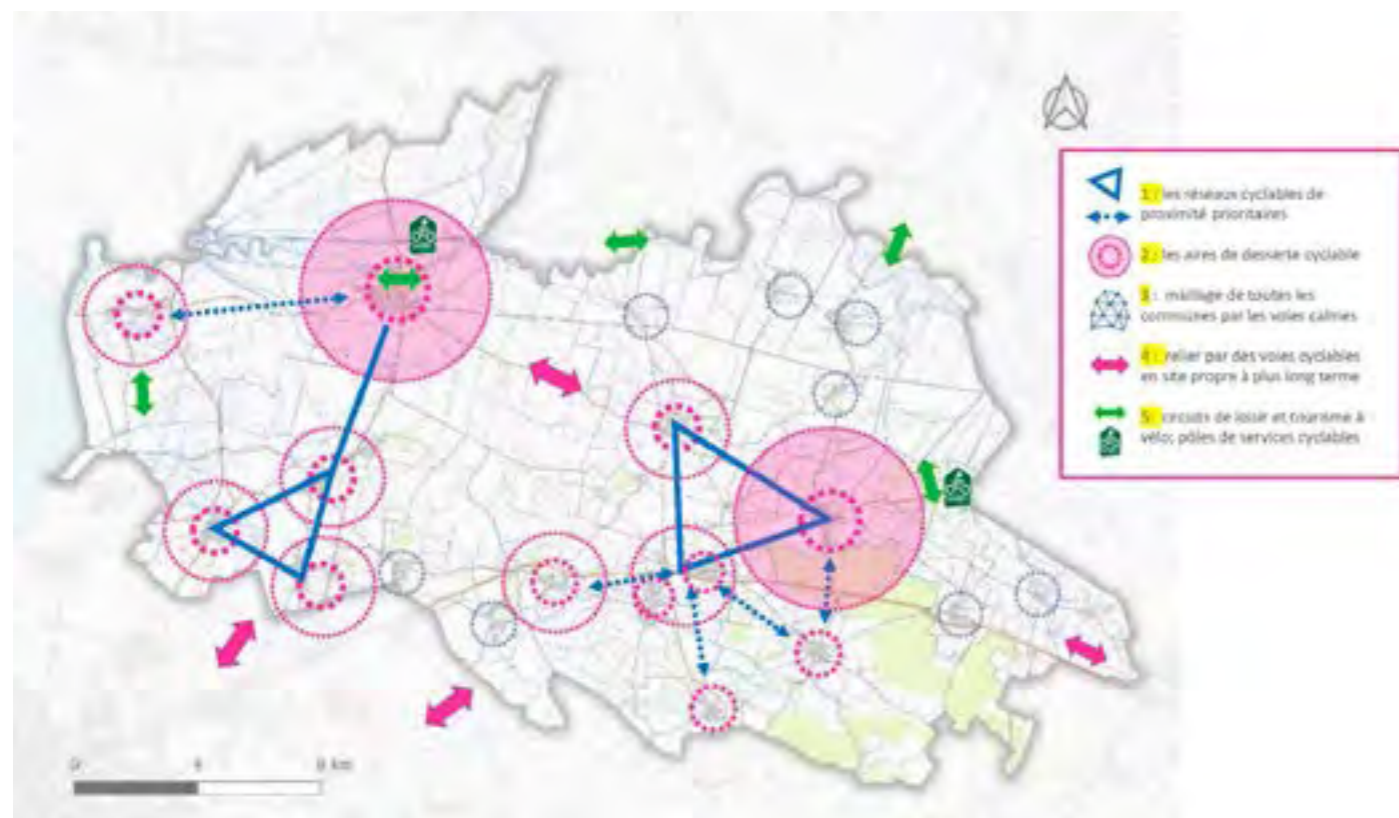 1 : les réseaux cyclables de
proximité prioritaires
2 : les aires de desserte cyclable
3 : maillage de toutes les
communes par les voies calmes
4 : relier par des voies cyclables
en site propre à plus long terme
5: circuits de loisir et tourisme à
vélo; pôles de services cyclables
0
8 km